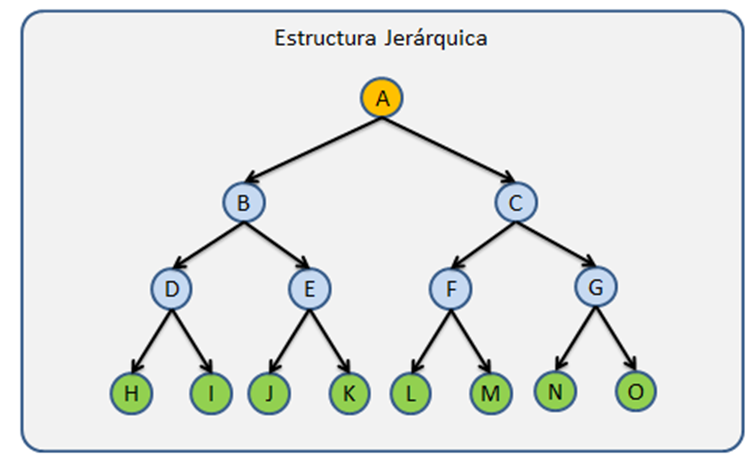 Estructura Jerárquica
A
B C
D E F G
H I J K L M N O